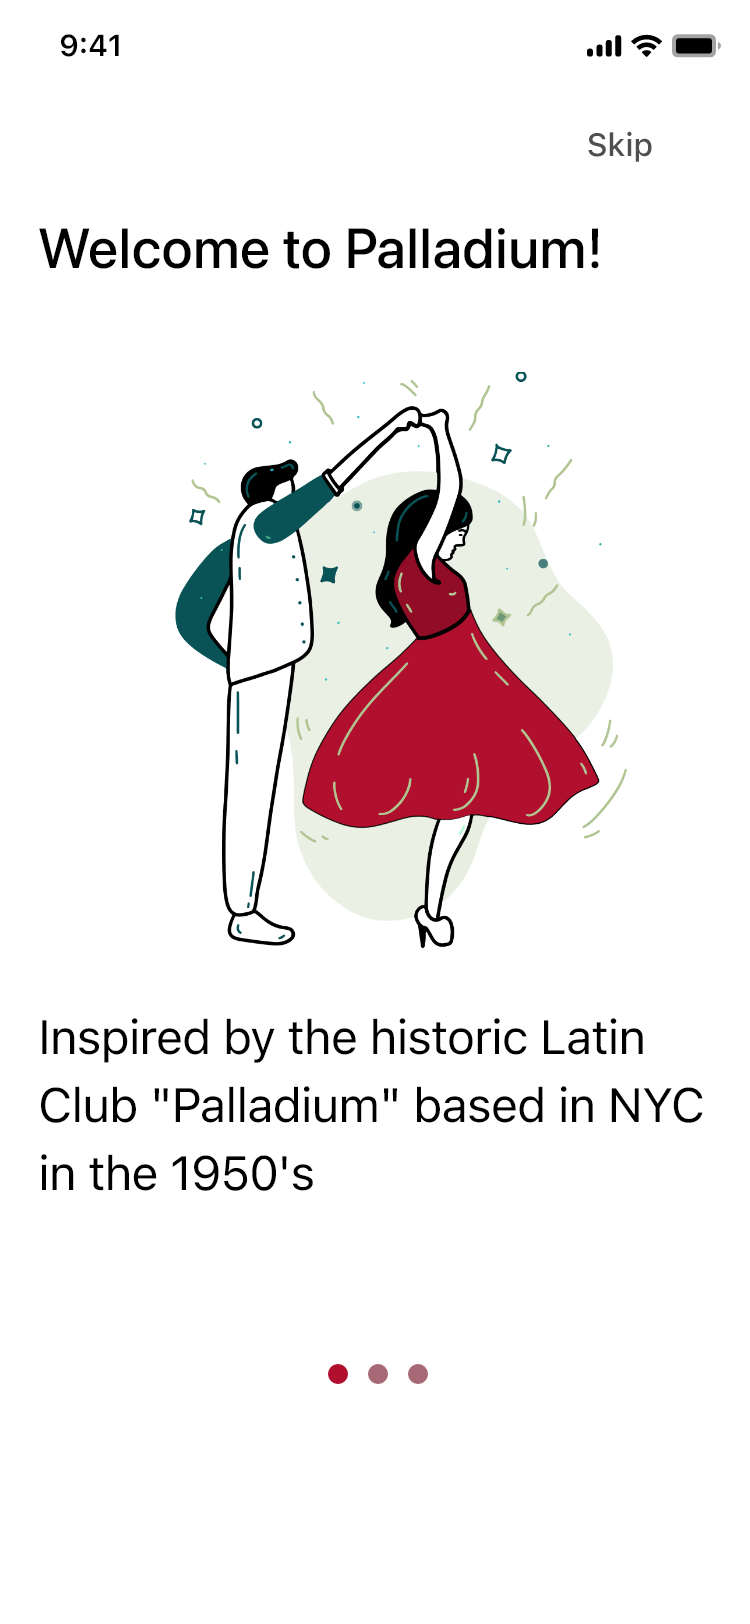 9:41
Skip
Welcome to Palladium!
Inspired by the historic Latin
Club "Palladium" based in NYC
in the 1950's